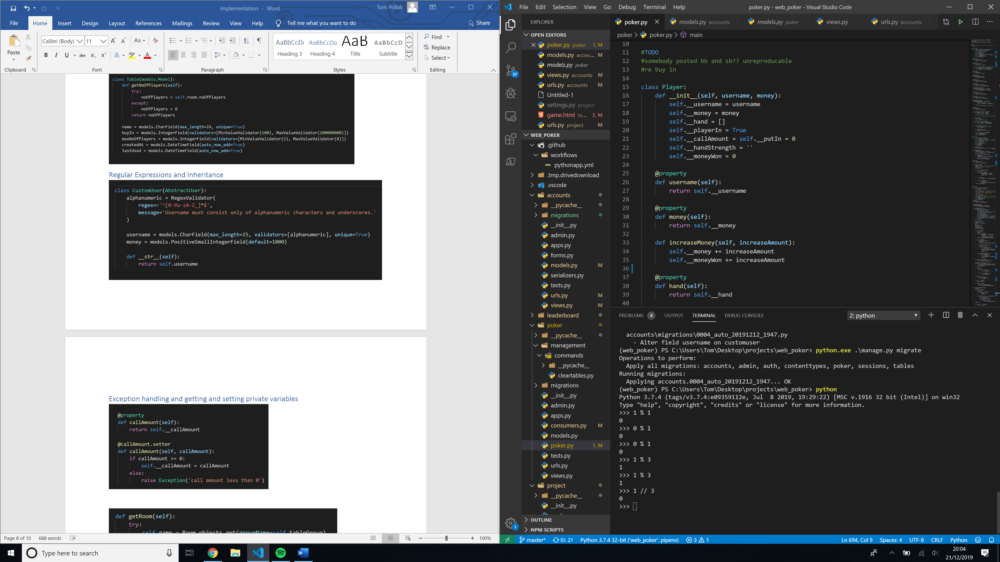 Implementation - Word
Tom Pollak
File Home Insert Design Layout References Mailings Review View Help Tell me what you want to do Share
Paste
Calibri (Body) 11
AaBbCcDc AaBbCcDa AaB AaBbCcD
Heading 3 Heading 4 Title Subtitle
Find
Replace
Select
Clipboard Font Paragraph Styles Editing
class Table(models.Model):
def getNoOfPlayers(self):
try:
noOfPlayers = self.room.noOfPlayers
except:
noOfPlayers = 0
return noOfPlayers
name = models.CharField(max_length=24, unique=True)
buyIn = models.IntegerField(validators=[MinValueValidator(100), MaxValueValidator(100000000)])
maxNoOfPlayers = models.IntegerField(validators=[MinValueValidator(2), MaxValueValidator(8)])
createdAt = models.DateTimeField(auto_now_add=True)
lastUsed = models.DateTimeField(auto_now_add=True)
Regular Expressions and Inheritance
class CustomUser(AbstractUser):
alphanumeric = RegexValidator(
regex=r'^[0-9a-zA-Z_]*$',
message='Username must consist only of alphanumeric characters and underscores.'
)
username = models.CharField(max_length=25, validators=[alphanumeric], unique=True)
money = models.PositiveSmallIntegerField(default=1000)
def __str__(self):
return self.username
Exception handling and getting and setting private variables
@property
def callAmount(self):
return self.__callAmount
@callAmount.setter
def callAmount(self, callAmount):
if callAmount >= 0:
self.__callAmount = callAmount
else:
raise Exception('call amount less than 0')
def getRoom(self):
try:
self.game = Room.objects.get(groupName=self.tableGroup)
Page 8 of 10 688 words 100%
File Edit Selection View Go Debug Terminal Help
poker.py - web_poker - Visual Studio Code
EXPLORER
OPEN EDITORS
poker.py poker 1, M
models.py accou... M
models.py poker
views.py accounts M
urls.py accounts M
Untitled-1
settings.py project
game.html te... 3, M
urls.py project M
WEB_POKER
.github
workflows
pythonapp.yml
.tmp.drivedownload
.vscode
accounts
__pycache__
migrations
__init__.py
admin.py
apps.py
forms.py
models.py M
serializers.py
tests.py
urls.py M
views.py M
leaderboard
poker
__pycache__
management
commands
__pycache__
cleartables.py
migrations
__init__.py
admin.py
apps.py
consumers.py M
models.py
poker.py 1, M
tests.py
urls.py
views.py
project
__pycache__
__init__.py
OUTLINE
NPM SCRIPTS
37
1
poker.py models.py accounts models.py poker views.py urls.py accounts
poker > poker.py > main
10
11 #TODO
12 #somebody posted bb and sb?? unreproducable
13 #re buy in
14
15 class Player:
16 def __init__(self, username, money):
17 self.__username = username
18 self.__money = money
19 self.__hand = []
20 self.__playerIn = True
21 self.__callAmount = self.__putIn = 0
22 self.__handStrength = ''
23 self.__moneyWon = 0
24
25 @property
26 def username(self):
27 return self.__username
28
29 @property
30 def money(self):
31 return self.__money
32
33 def increaseMoney(self, increaseAmount):
34 self.__money += increaseAmount
35 self.__moneyWon += increaseAmount
36
37 @property
38 def hand(self):
39 return self.__hand
40
PROBLEMS 4 OUTPUT TERMINAL DEBUG CONSOLE 2: python
accounts\migrations\0004_auto_20191212_1947.py
- Alter field username on customuser
(web_poker) PS C:\Users\Tom\Desktop\projects\web_poker> python.exe .\manage.py migrate
Operations to perform:
Apply all migrations: accounts, admin, auth, contenttypes, poker, sessions, tables
Running migrations:
Applying accounts.0004_auto_20191212_1947... OK
(web_poker) PS C:\Users\Tom\Desktop\projects\web_poker> python
Python 3.7.4 (tags/v3.7.4:e09359112e, Jul  8 2019, 19:29:22) [MSC v.1916 32 bit (Intel)] on win32
Type "help", "copyright", "credits" or "license" for more information.
>>> 1 % 1
0
>>> 0 % 1
0
>>> 0 % 1
0
>>> 1 % 3
1
>>> 1 % 3
1
>>> 1 // 3
0
>>>
master* 0↓ 2↑ Python 3.7.4 32-bit ('web_poker': pipenv) 3 1 Ln 694, Col 9 Spaces: 4 UTF-8 CRLF Python
Type here to search
20:04
21/12/2019